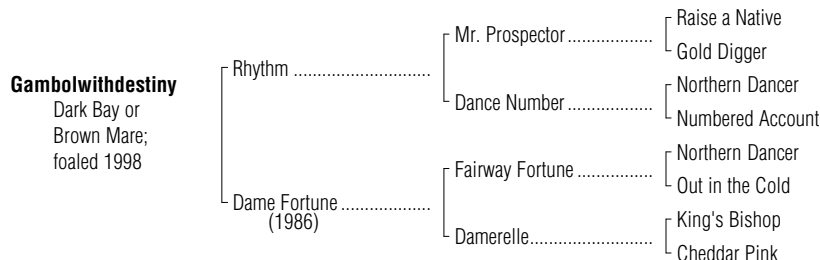 Gambolwithdestiny
Dark Bay or
Brown Mare;
foaled 1998
Rhythm
Dame Fortune
(1986)
Mr. Prospector
Dance Number
Fairway Fortune
Damerelle
Raise a Native
Gold Digger
Northern Dancer
Numbered Account
Northern Dancer
Out in the Cold
King's Bishop
Cheddar Pink